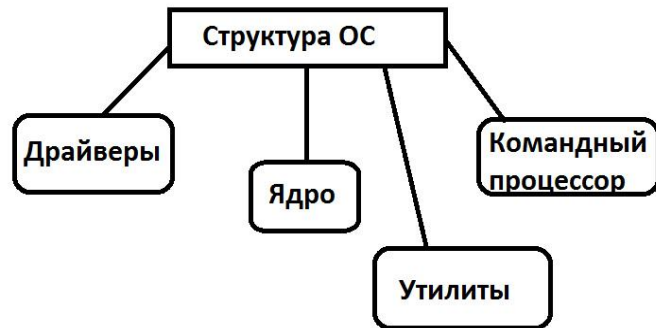 Структура ОС
Драйверы
Ядро
Утилиты
Командный
процессор